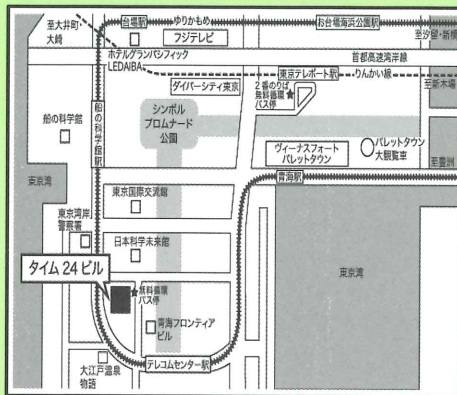 至大井町・
大崎
台場駅
ゆりかもめ
お台場海浜公園駅
至汐留・新橋
フジテレビ
ホテルグランパシフィック
LEDAIBA
首都高速湾岸線
東京テレポート駅
りんかい線
至新木場
ダイバーシティ東京
2番のりば
無料循環
バス停
船の科学館
船の科学館駅
シンボル
プロムナード
公園
ヴィーナスフォート
パレットタウン
パレットタウン
大観覧車
至豊洲
青海駅
東京湾
東京国際交流館
東京湾岸
警察署
日本科学未来館
タイム24ビル
無料循環
バス停
東京湾
青海フロンティア
ビル
テレコムセンター駅
大江戸温泉
物語